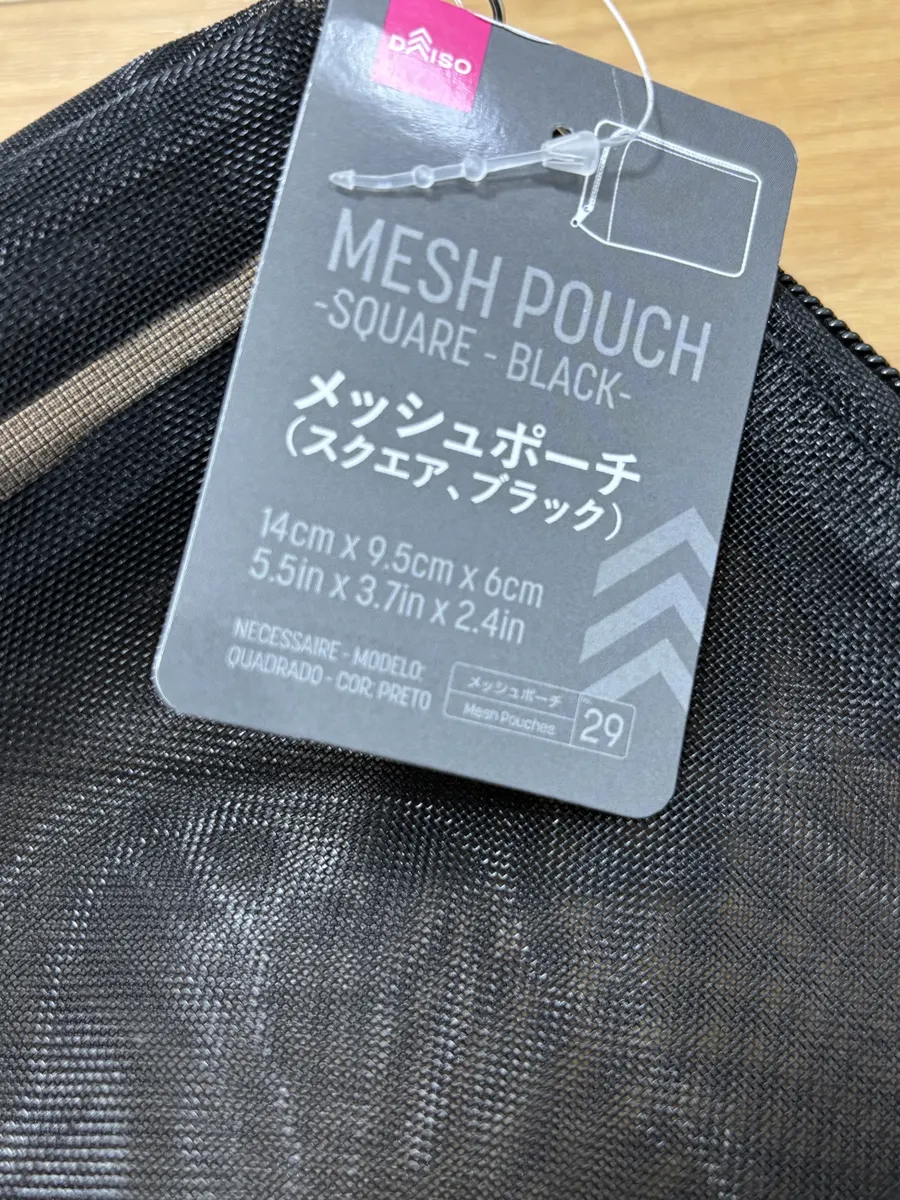 DAISO
MESH POUCH
-SQUARE - BLACK-
メッシュポーチ
(スクエア、ブラック)
14cm x 9.5cm x 6cm
5.5in x 3.7in x 2.4in
NECESSAIRE - MODELO:
QUADRADO - COR: PRETO
メッシュポーチ
Mesh Pouches
29